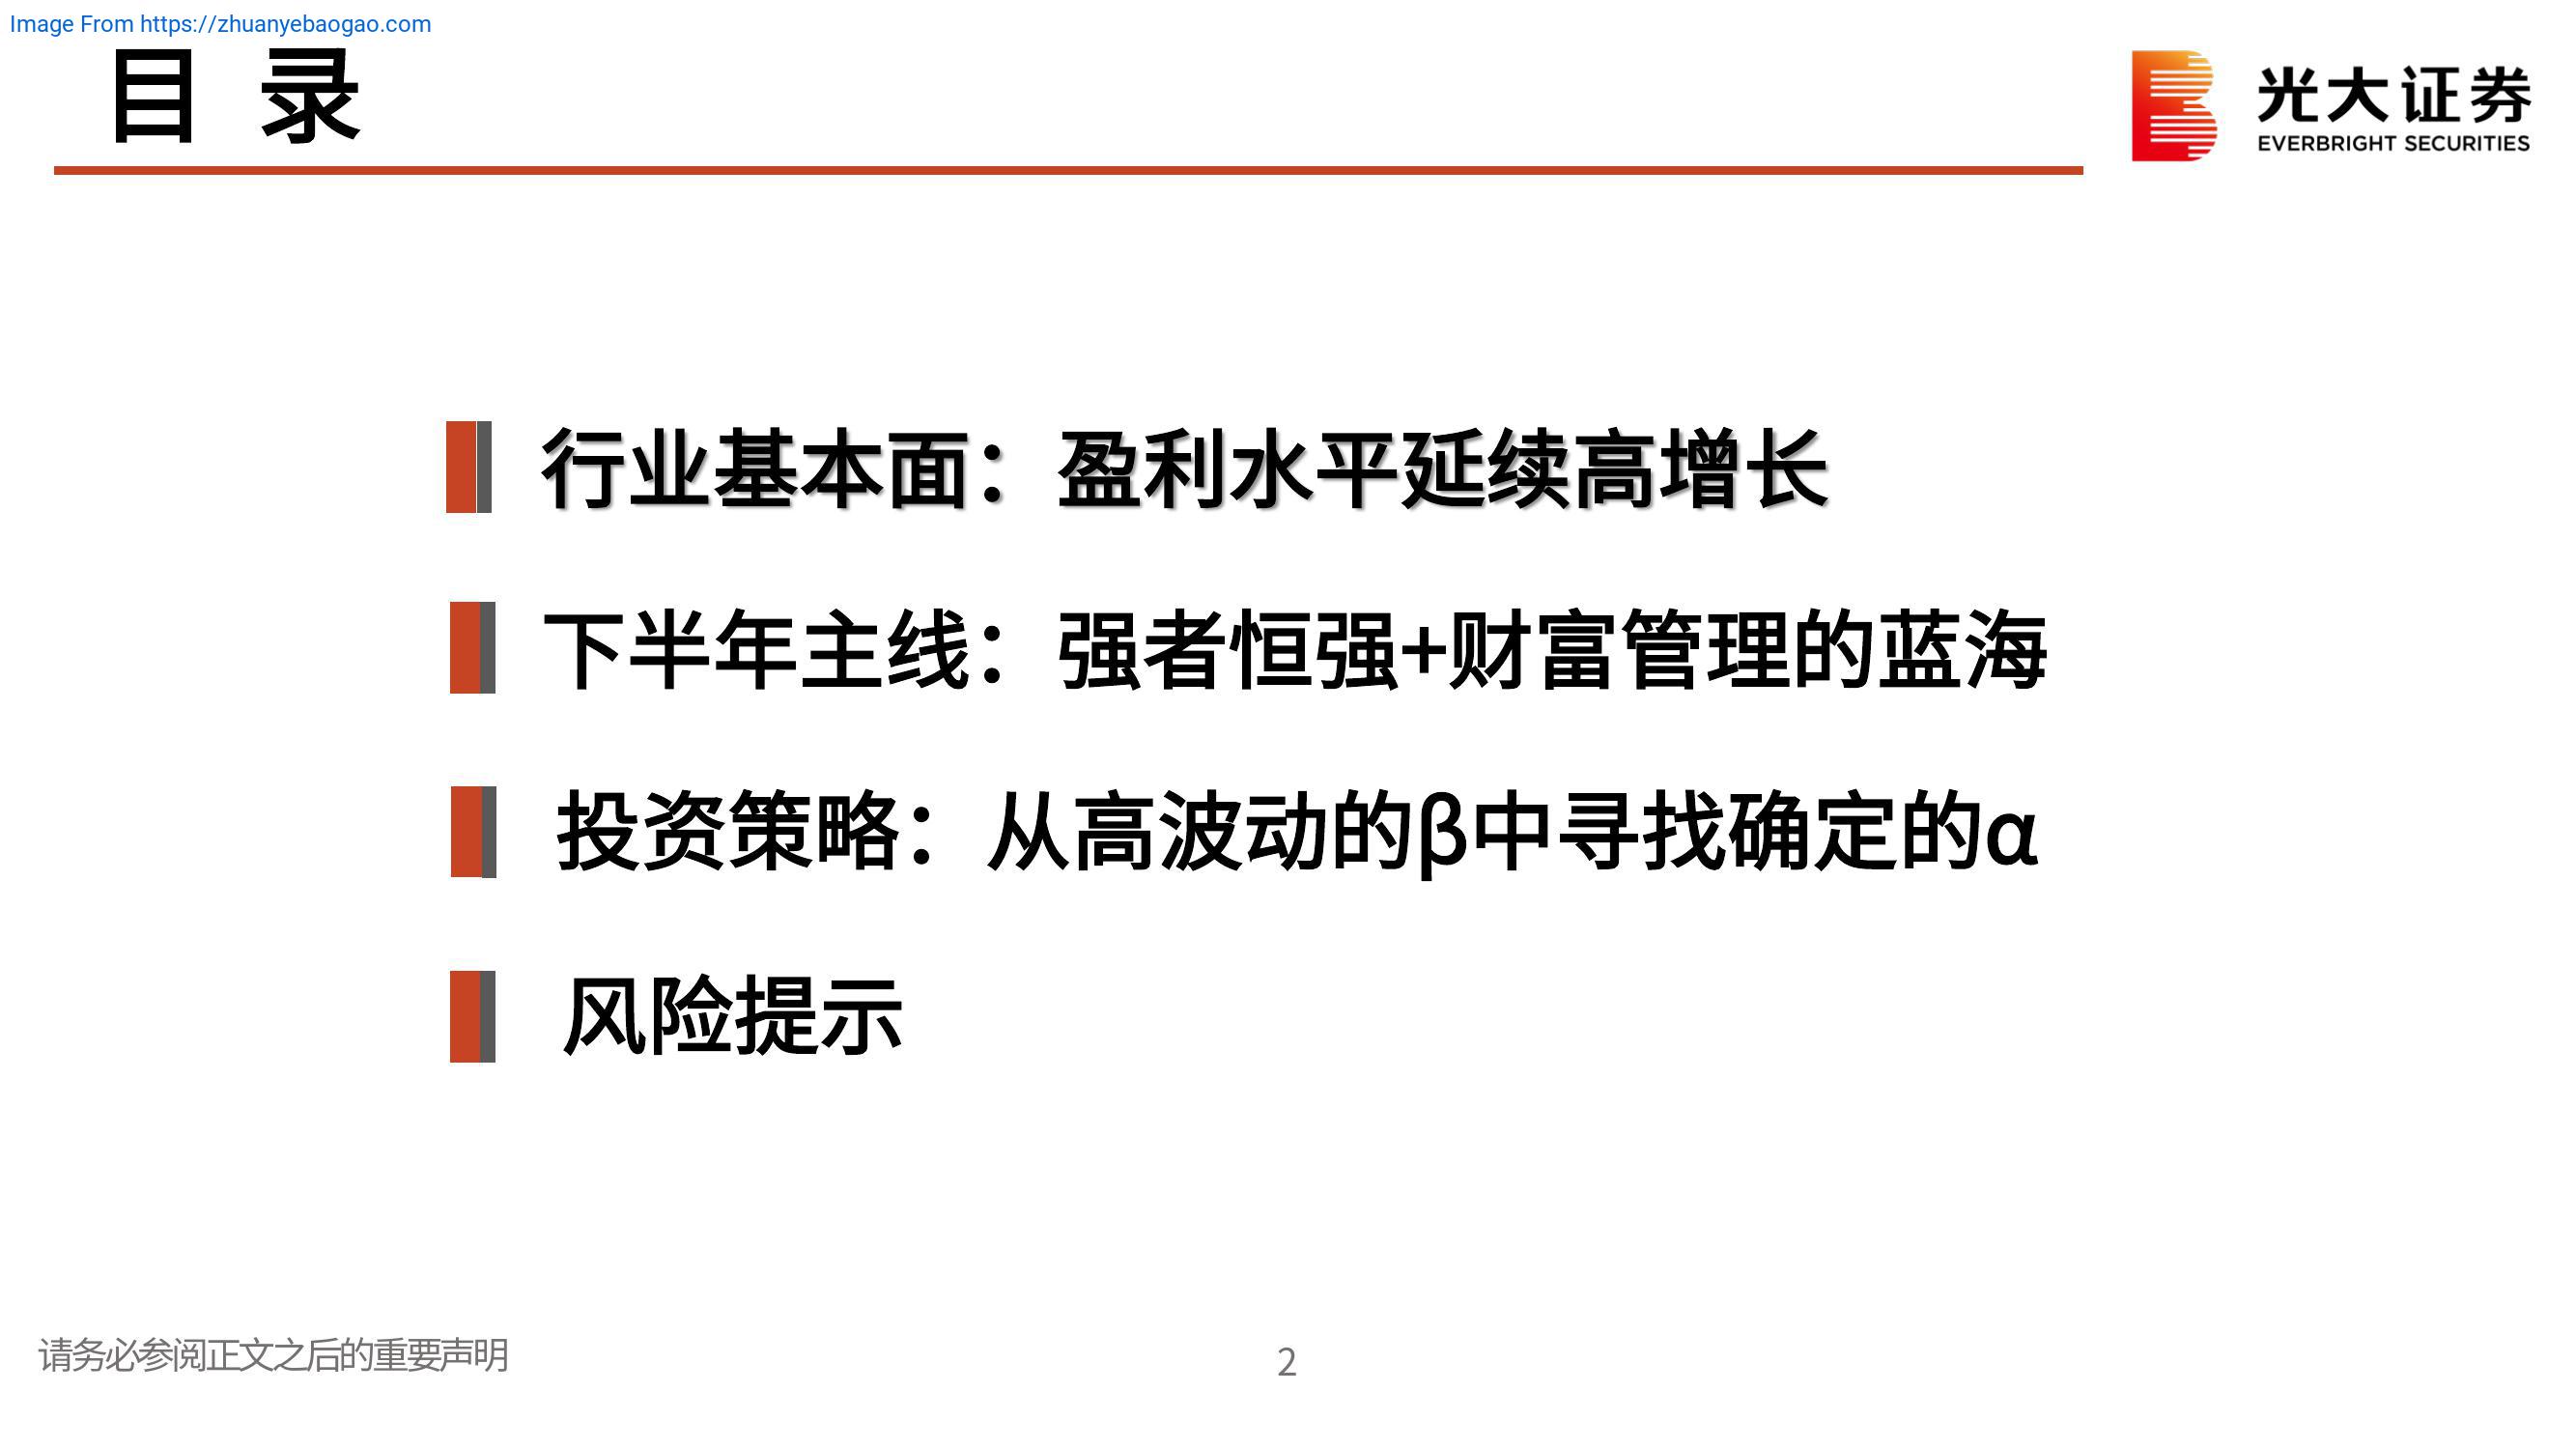 Image From https://zhuanyebaogao.com
目 录
光大证券
EVERBRIGHT SECURITIES
行业基本面：盈利水平延续高增长
下半年主线：强者恒强+财富管理的蓝海
投资策略：从高波动的β中寻找确定的α
风险提示
请务必参阅正文之后的重要声明
2